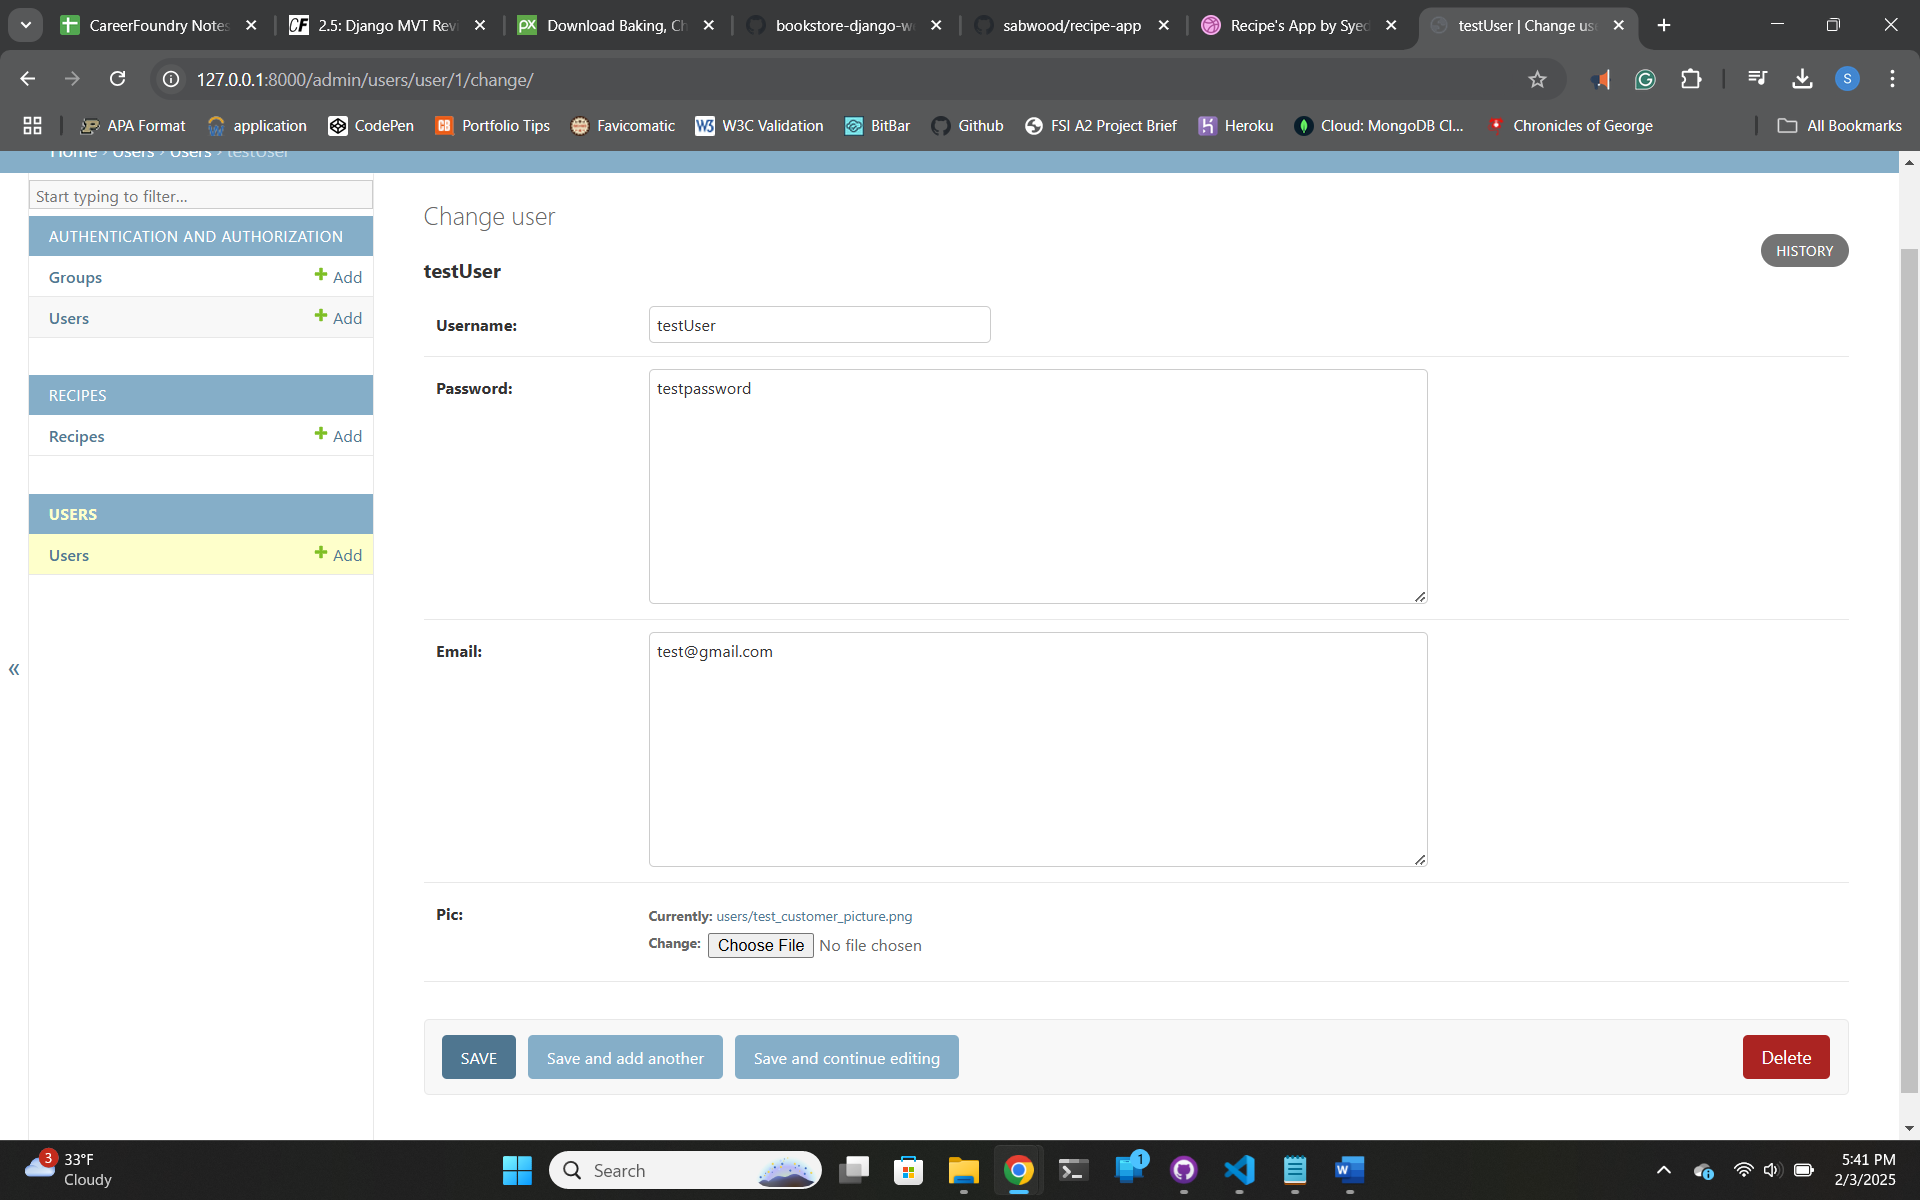 CareerFoundry Notes
2.5: Django MVT Revi
Download Baking, Ch
bookstore-django-w
sabwood/recipe-app
Recipe's App by Syed
testUser | Change us
127.0.0.1:8000/admin/users/user/1/change/
S
APA Format
application
CodePen
CB Portfolio Tips
Favicomatic
W3 W3C Validation
BitBar
Github
FSI A2 Project Brief
Heroku
Cloud: MongoDB Cl...
Chronicles of George
All Bookmarks
Home › Users › Users › testUser
Start typing to filter...
AUTHENTICATION AND AUTHORIZATION
Groups
Add
Users
Add
RECIPES
Recipes
Add
USERS
Users
Add
«
Change user
HISTORY
testUser
Username:
testUser
Password:
testpassword
Email:
test@gmail.com
Pic:
Currently: users/test_customer_picture.png
Change: Choose File No file chosen
SAVE
Save and add another
Save and continue editing
Delete
3
33°F
Cloudy
Search
1
5:41 PM
2/3/2025